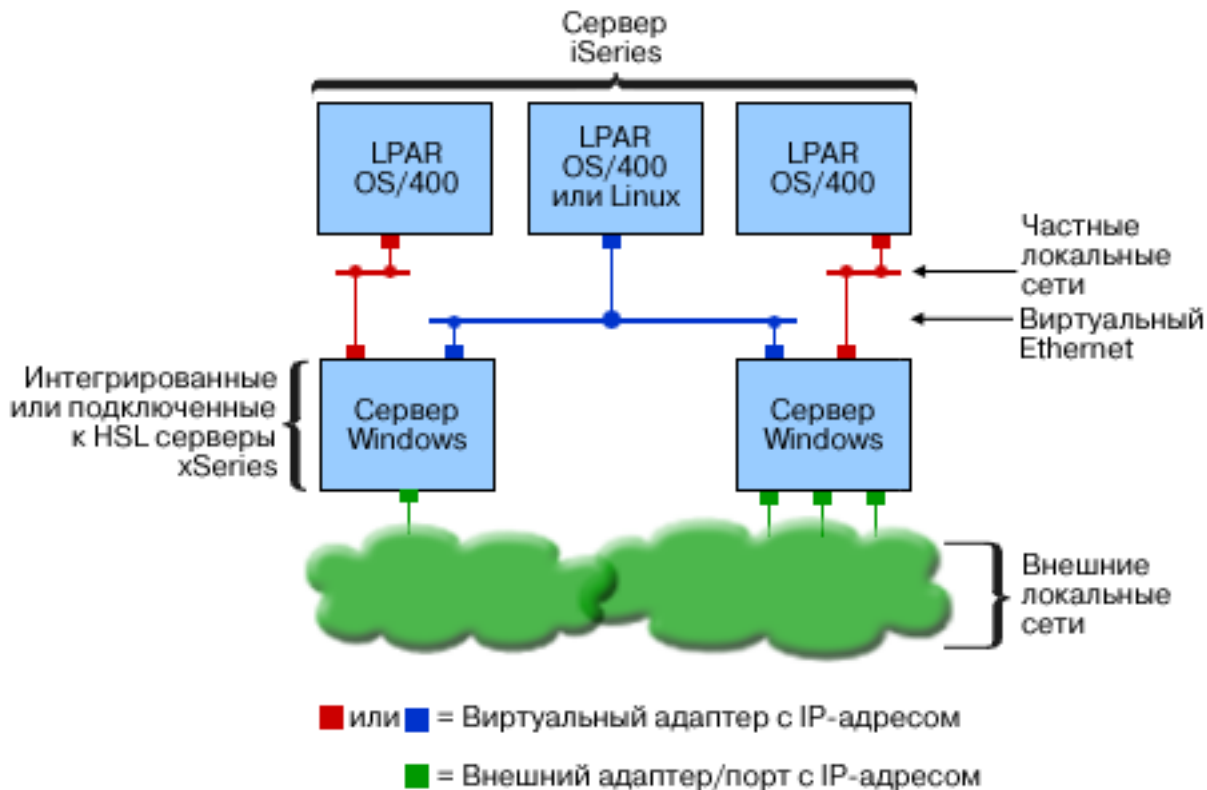 Сервер
iSeries
LPAR
OS/400
LPAR
OS/400
или Linux
LPAR
OS/400
Частные
локальные
сети
Виртуальный
Ethernet
Интегрированные
или подключенные
к HSL серверы
xSeries
Сервер
Windows
Сервер
Windows
Внешние
локальные
сети
или = Виртуальный адаптер с IP-адресом
= Внешний адаптер/порт с IP-адресом